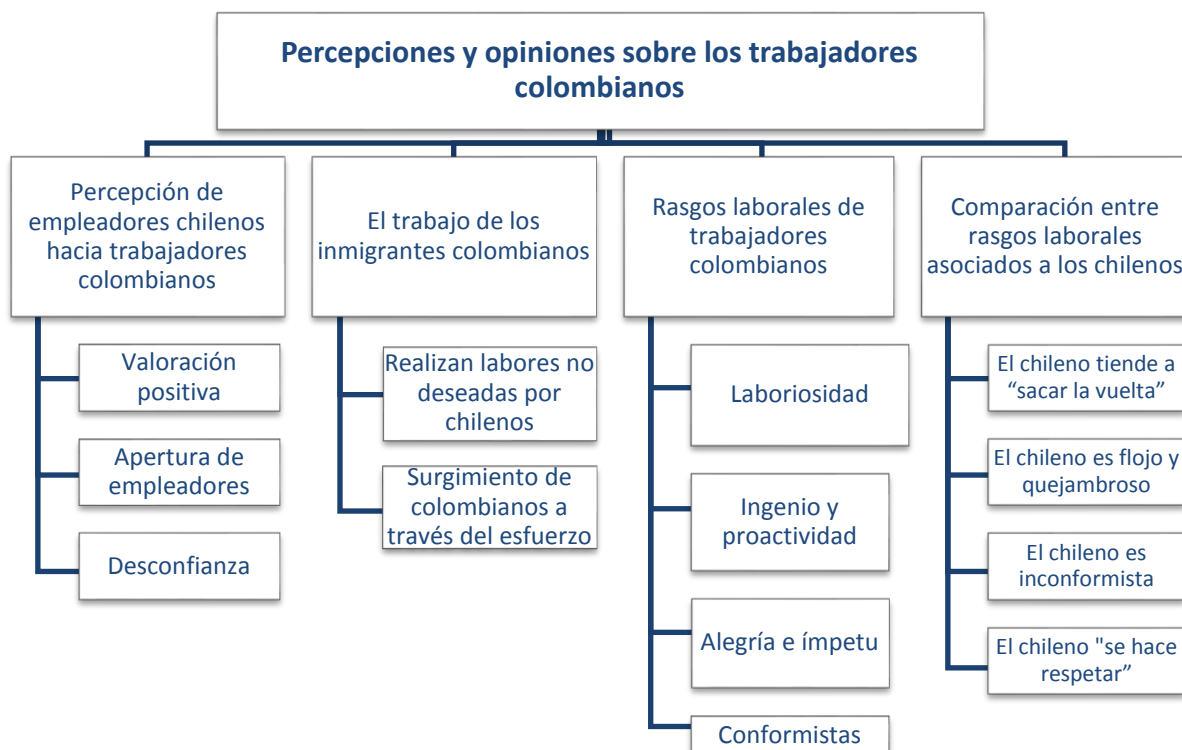 Percepciones y opiniones sobre los trabajadores
colombianos
Percepción de
empleadores chilenos
hacia trabajadores
colombianos
Valoración
positiva
Apertura de
empleadores
Desconfianza
El trabajo de los
inmigrantes colombianos
Realizan labores no
deseadas por
chilenos
Surgimiento de
colombianos a
través del esfuerzo
Rasgos laborales de
trabajadores
colombianos
Laboriosidad
Ingenio y
proactividad
Alegría e ímpetu
Conformistas
Comparación entre
rasgos laborales
asociados a los chilenos
El chileno tiende a
“sacar la vuelta”
El chileno es flojo y
quejambroso
El chileno es
inconformista
El chileno "se hace
respetar”